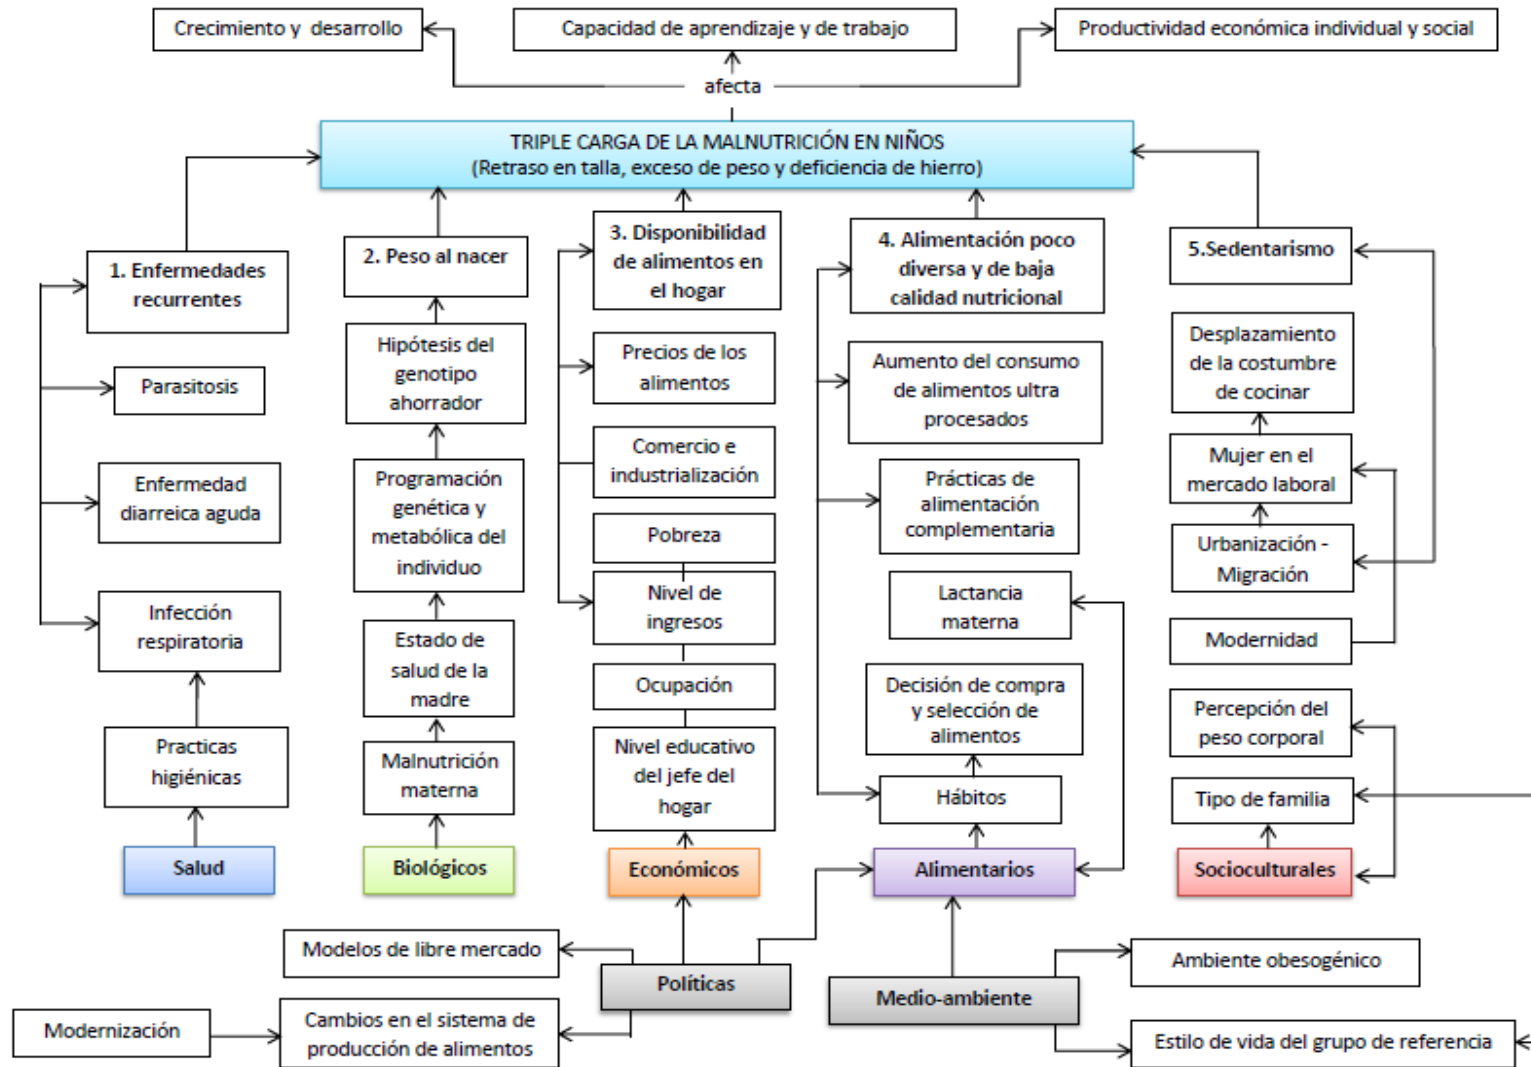 Crecimiento y desarrollo
Capacidad de aprendizaje y de trabajo
Productividad económica individual y social
afecta
TRIPLE CARGA DE LA MALNUTRICIÓN EN NIÑOS
(Retraso en talla, exceso de peso y deficiencia de hierro)
1. Enfermedades
recurrentes
Parasitosis
Enfermedad
diarreica aguda
Infección
respiratoria
Practicas
higiénicas
Salud
2. Peso al nacer
Hipótesis del
genotipo
ahorrador
Programación
genética y
metabólica del
individuo
Estado de
salud de la
madre
Malnutrición
materna
Biológicos
3. Disponibilidad
de alimentos en
el hogar
Precios de los
alimentos
Comercio e
industrialización
Pobreza
Nivel de
ingresos
Ocupación
Nivel educativo
del jefe del
hogar
Económicos
4. Alimentación poco
diversa y de baja
calidad nutricional
Aumento del consumo
de alimentos ultra
procesados
Prácticas de
alimentación
complementaria
Lactancia
materna
Decisión de compra
y selección de
alimentos
Hábitos
Alimentarios
5.Sedentarismo
Desplazamiento
de la costumbre
de cocinar
Mujer en el
mercado laboral
Urbanización -
Migración
Modernidad
Percepción del
peso corporal
Tipo de familia
Socioculturales
Modelos de libre mercado
Políticas
Modernización
Cambios en el sistema de
producción de alimentos
Medio-ambiente
Ambiente obesogénico
Estilo de vida del grupo de referencia